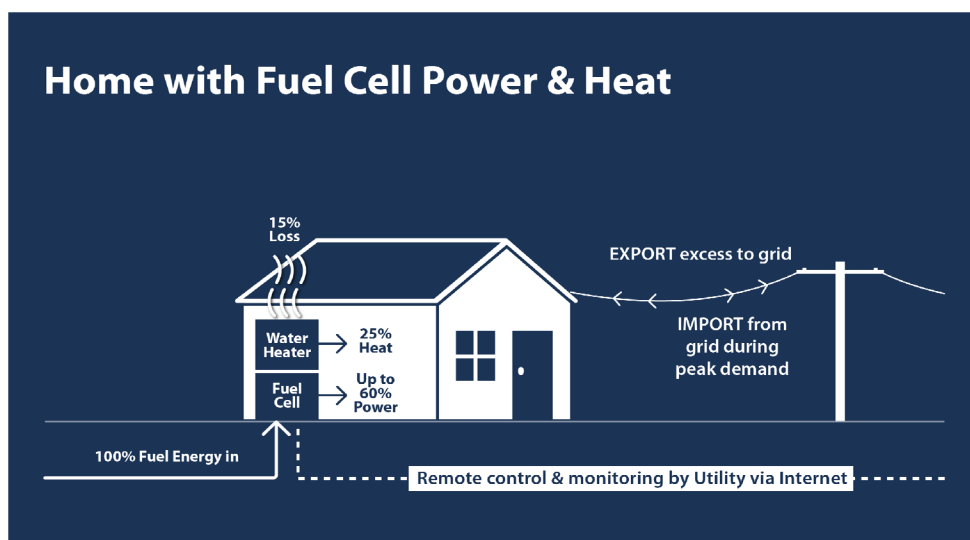 Home with Fuel Cell Power & Heat
15%
Loss
EXPORT excess to grid
IMPORT from
grid during
peak demand
Water
Heater
25%
Heat
Fuel
Cell
Up to
60%
Power
100% Fuel Energy in
Remote control & monitoring by Utility via Internet